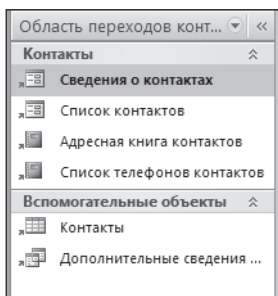 Область переходов конт...
Контакты
Сведения о контактах
Список контактов
Адресная книга контактов
Список телефонов контактов
Вспомогательные объекты
Контакты
Дополнительные сведения ...